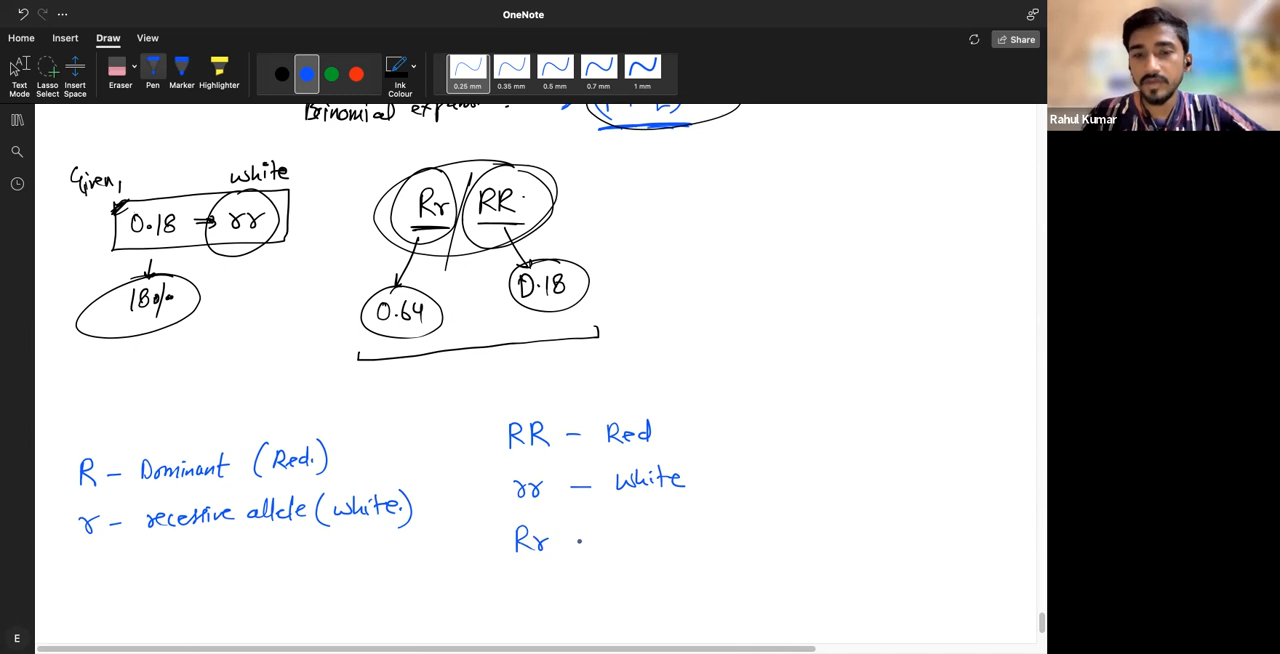 OneNote
Home Insert Draw View
Share
Text Mode
Lasso Select
Insert Space
Eraser
Pen
Marker
Highlighter
Ink Colour
0.25 mm 0.35 mm 0.5 mm 0.7 mm 1 mm
Rahul Kumar
Binomial
Given,
white
0.18 → rr
18%
Rr / RR
0.64
0.18
R - Dominant (Red.)
r - recessive allele (white.)
RR - Red
rr - white
Rr
E